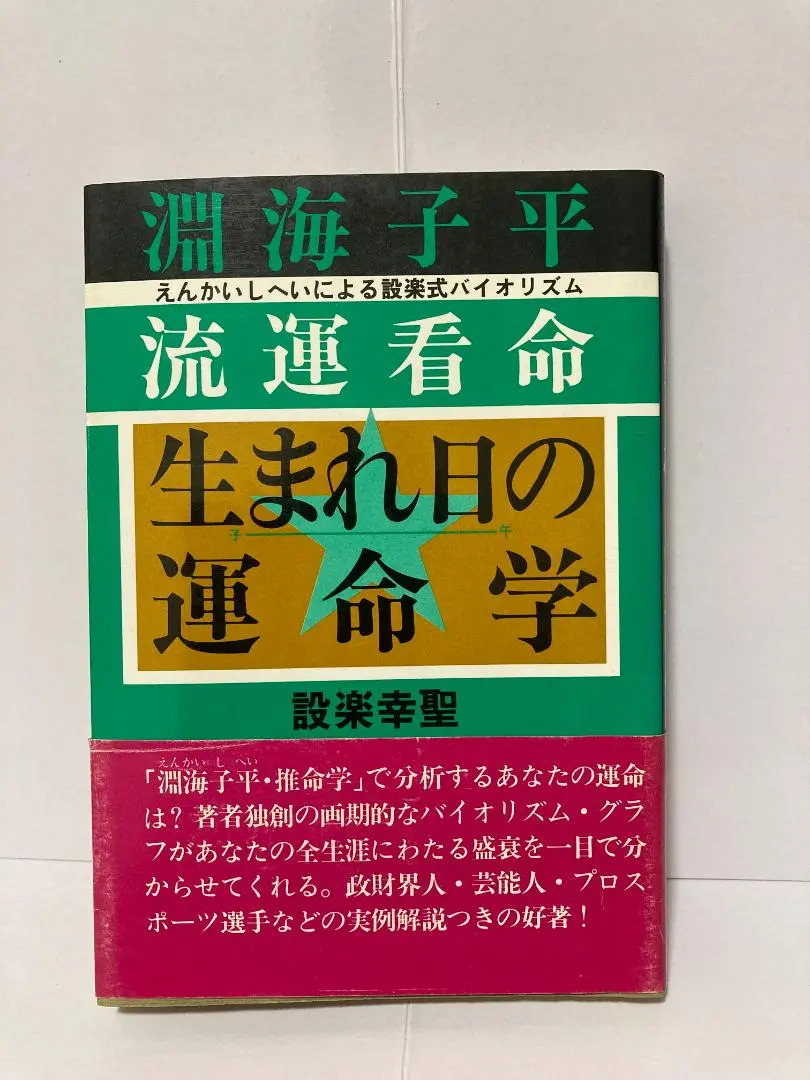 淵海子平
えんかいしへいによる設楽式バイオリズム
流運看命
生まれ日の
子 午
運命学
設楽幸聖
えんかいしへい
「淵海子平・推命学」で分析するあなたの運命
は？著者独創の画期的なバイオリズム・グラ
フがあなたの全生涯にわたる盛衰を一目で分
からせてくれる。政財界人・芸能人・プロス
ポーツ選手などの実例解説つきの好著！